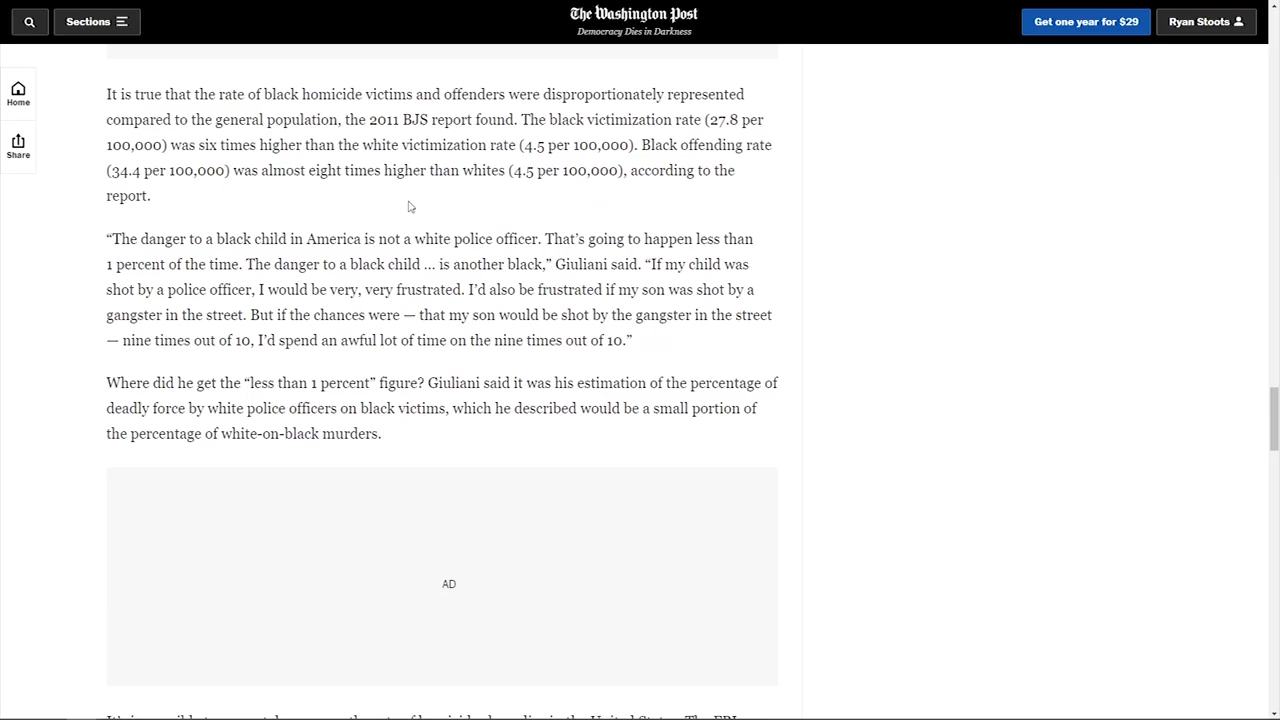 Sections
The Washington Post
Democracy Dies in Darkness
Get one year for $29
Ryan Stoots
Home
Share
It is true that the rate of black homicide victims and offenders were disproportionately represented
compared to the general population, the 2011 BJS report found. The black victimization rate (27.8 per
100,000) was six times higher than the white victimization rate (4.5 per 100,000). Black offending rate
(34.4 per 100,000) was almost eight times higher than whites (4.5 per 100,000), according to the
report.
“The danger to a black child in America is not a white police officer. That’s going to happen less than
1 percent of the time. The danger to a black child … is another black,” Giuliani said. “If my child was
shot by a police officer, I would be very, very frustrated. I’d also be frustrated if my son was shot by a
gangster in the street. But if the chances were — that my son would be shot by the gangster in the street
— nine times out of 10, I’d spend an awful lot of time on the nine times out of 10.”
Where did he get the “less than 1 percent” figure? Giuliani said it was his estimation of the percentage of
deadly force by white police officers on black victims, which he described would be a small portion of
the percentage of white-on-black murders.
AD